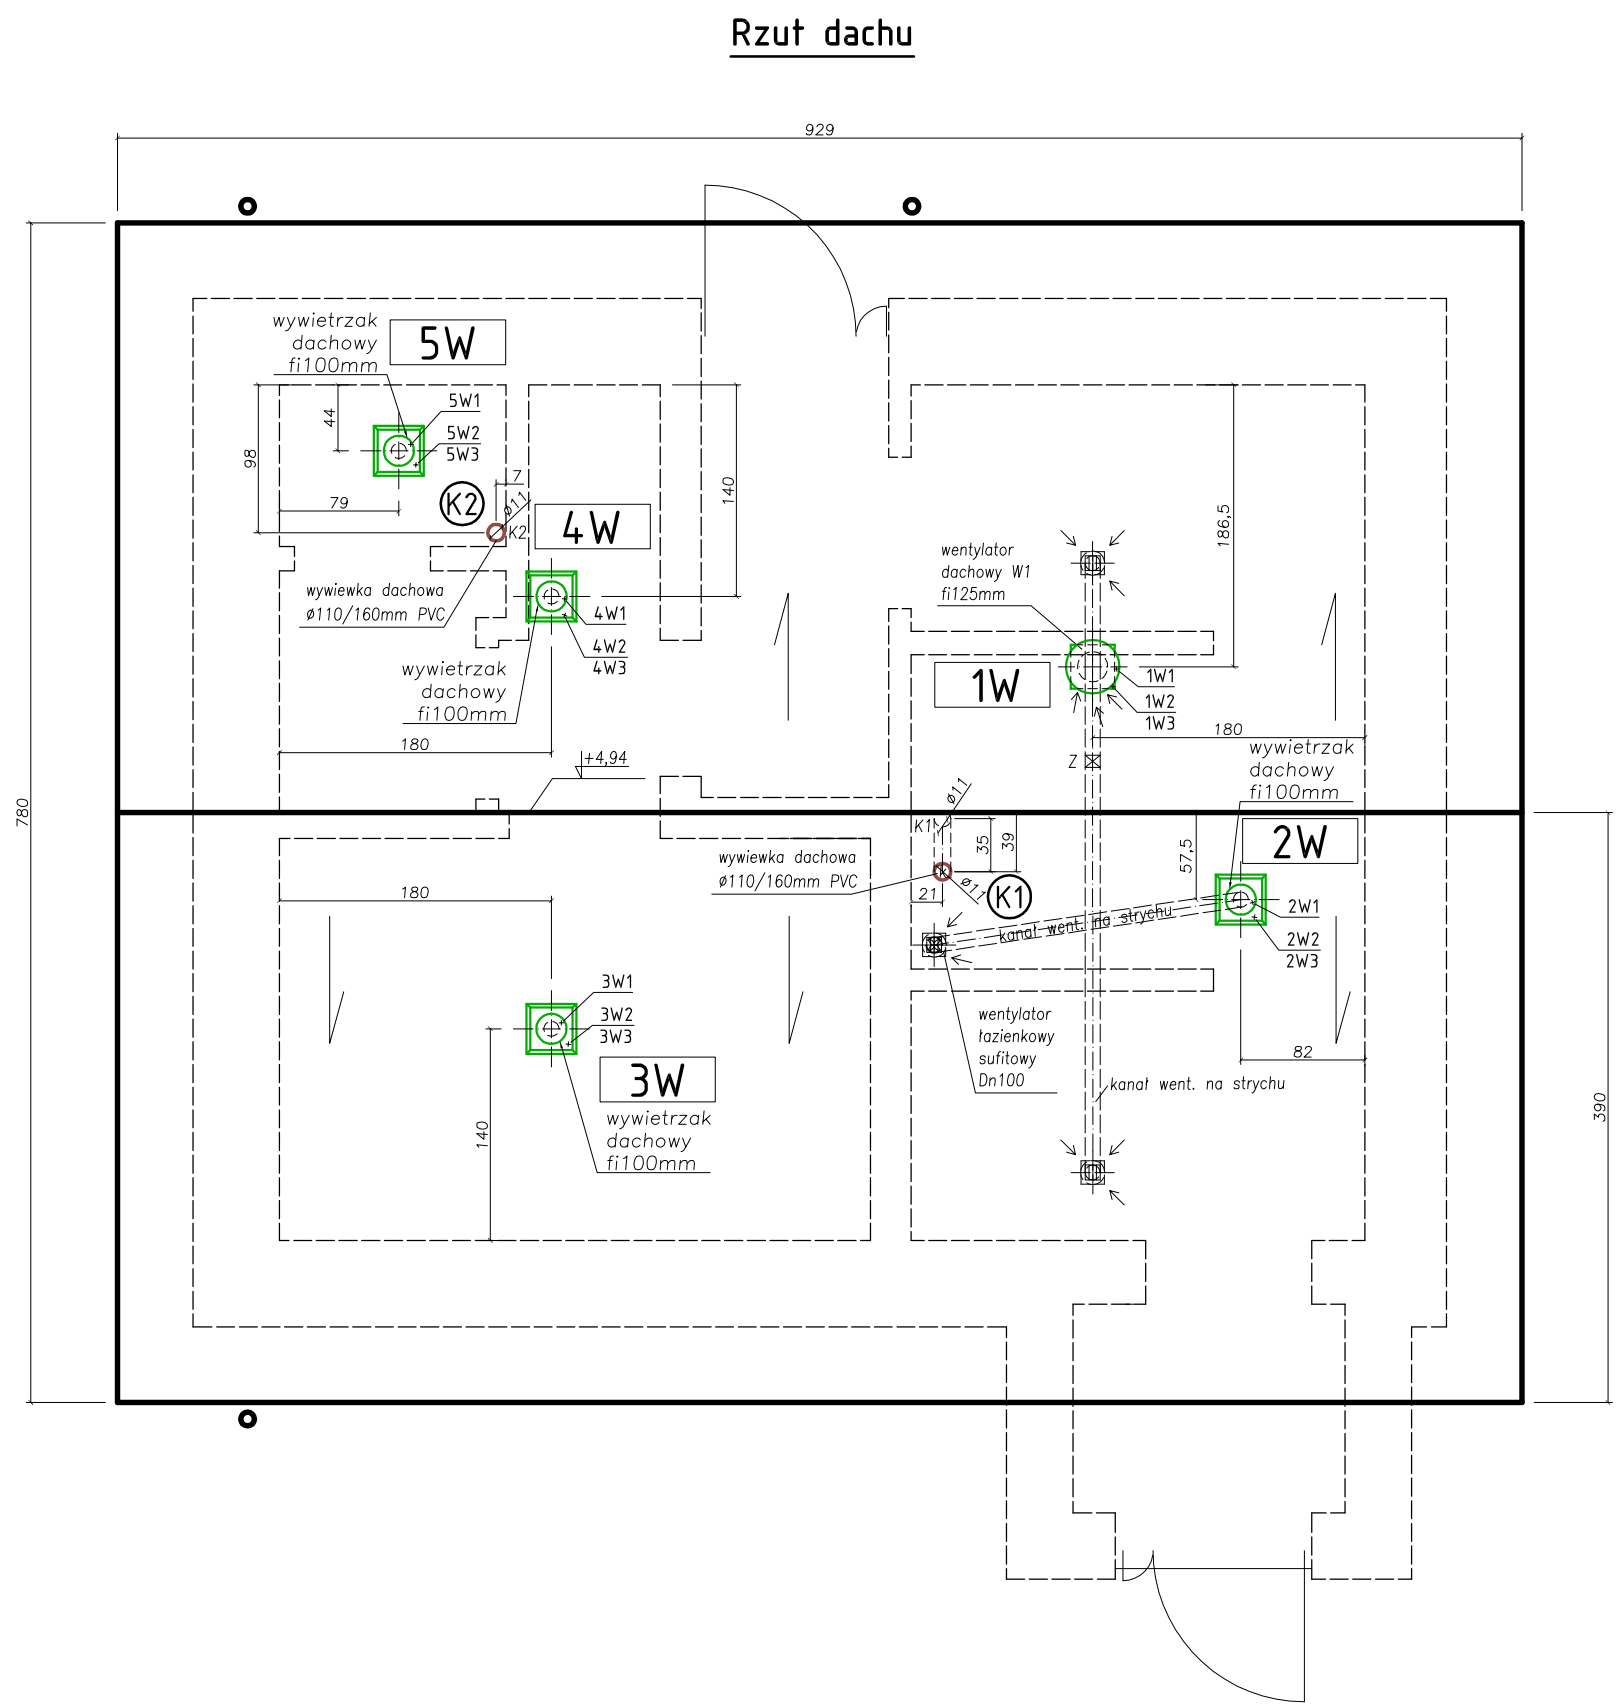 Rzut dachu
929
wywietrzak
dachowy
fi100mm
5W
5W1
5W2
5W3
44
98
79
7
ø11
K2
K2
4W
140
wywiewka dachowa
ø110/160mm PVC
4W1
4W2
4W3
wywietrzak
dachowy
fi100mm
180
+4,94
186,5
wentylator
dachowy W1
fi125mm
1W
1W1
1W2
1W3
180
Z
wywietrzak
dachowy
fi100mm
780
ø11
K1
35
39
wywiewka dachowa
ø110/160mm PVC
ø11
K1
21
57,5
2W
2W1
2W2
2W3
kanał went. na strychu
180
3W1
3W2
3W3
3W
wywietrzak
dachowy
fi100mm
140
wentylator
łazienkowy
sufitowy
Dn100
82
kanał went. na strychu
390